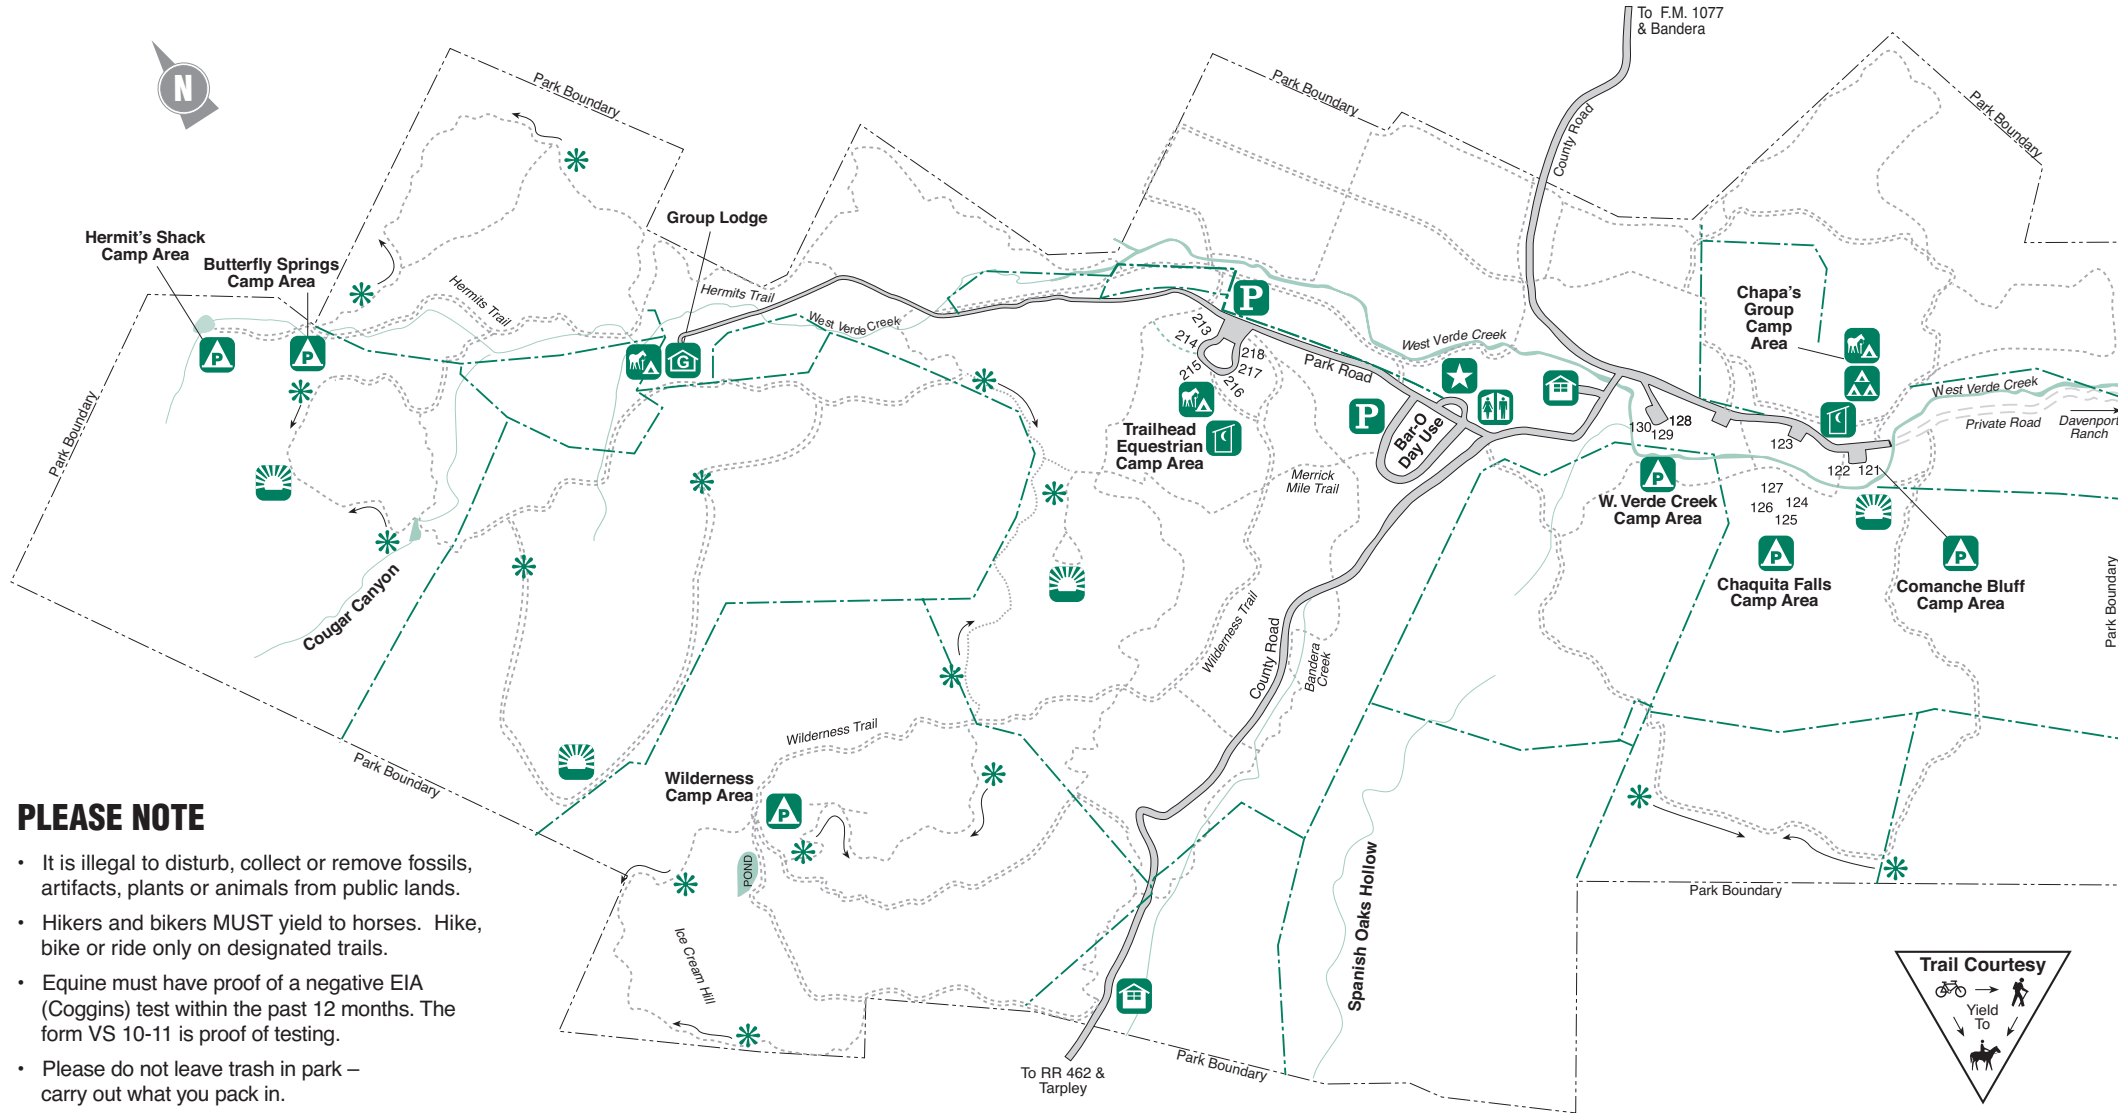 To F.M. 1077
& Bandera
N
Park Boundary
Park Boundary
Park Boundary
County Road
Group Lodge
Hermit's Shack
Camp Area
Butterfly Springs
Camp Area
Hermits Trail
Hermits Trail
West Verde Creek
P
P
P
G
213
214
215
216
217
218
Park Road
West Verde Creek
Chapa's
Group
Camp
Area
West Verde Creek
Private Road
Davenport
Ranch
Trailhead
Equestrian
Camp Area
P
Bar-O
Day Use
Merrick
Mile Trail
130
129
128
123
122
121
P
W. Verde Creek
Camp Area
127
126
124
125
P
Chaquita Falls
Camp Area
P
Comanche Bluff
Camp Area
Park Boundary
Park Boundary
Cougar Canyon
Wilderness Trail
County Road
Bandera
Creek
Wilderness Trail
Park Boundary
Wilderness
Camp Area
P
POND
Ice Cream Hill
Spanish Oaks Hollow
Park Boundary
Park Boundary
To RR 462 &
Tarpley
PLEASE NOTE
• It is illegal to disturb, collect or remove fossils,
artifacts, plants or animals from public lands.
• Hikers and bikers MUST yield to horses. Hike,
bike or ride only on designated trails.
• Equine must have proof of a negative EIA
(Coggins) test within the past 12 months. The
form VS 10-11 is proof of testing.
• Please do not leave trash in park –
carry out what you pack in.
Trail Courtesy
Yield
To